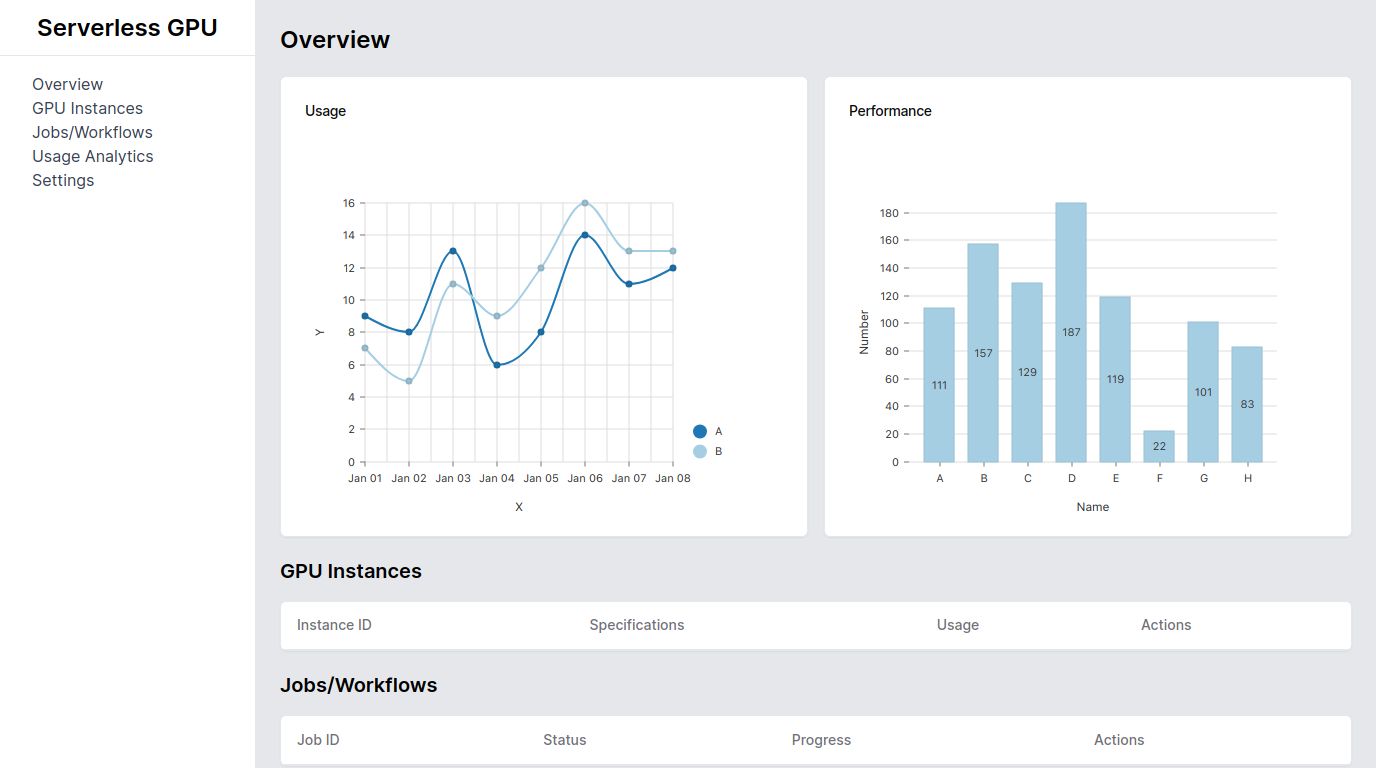 Serverless GPU
Overview
GPU Instances
Jobs/Workflows
Usage Analytics
Settings
Overview
Usage
16
14
12
10
8
6
4
2
0
Y
Jan 01 Jan 02 Jan 03 Jan 04 Jan 05 Jan 06 Jan 07 Jan 08
X
A
B
Performance
180
160
140
120
100
80
60
40
20
0
Number
111 157 129 187 119 22 101 83
A B C D E F G H
Name
GPU Instances
Instance ID Specifications Usage Actions
Jobs/Workflows
Job ID Status Progress Actions